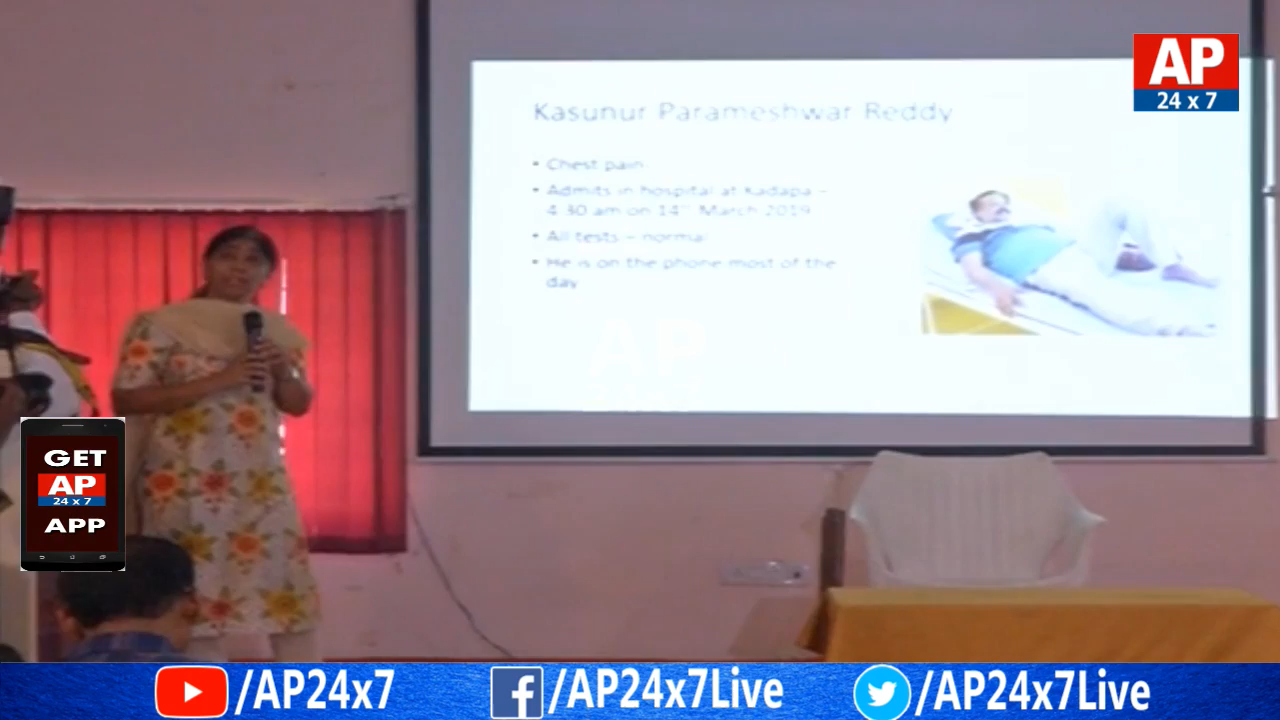 Kasunur Parameshwar Reddy
• Chest pain
• Admits in hospital at Kadapa –
4 30 am on 14th March 2019
• All tests – normal
• He is on the phone most of the
day
AP
24 x 7
AP
GET
AP
24 x 7
APP
/AP24x7
/AP24x7Live
/AP24x7Live